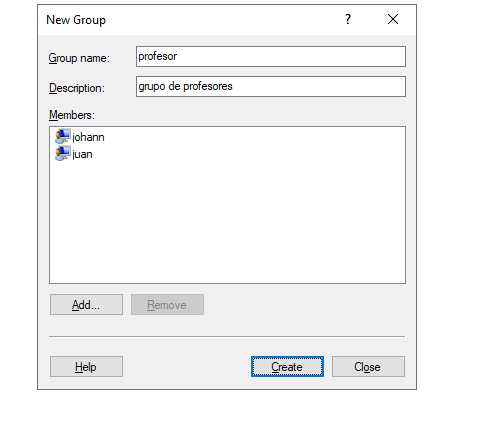 New Group
?
Group name: profesor
Description: grupo de profesores
Members:
johann
juan
Add... Remove
Help Create Close